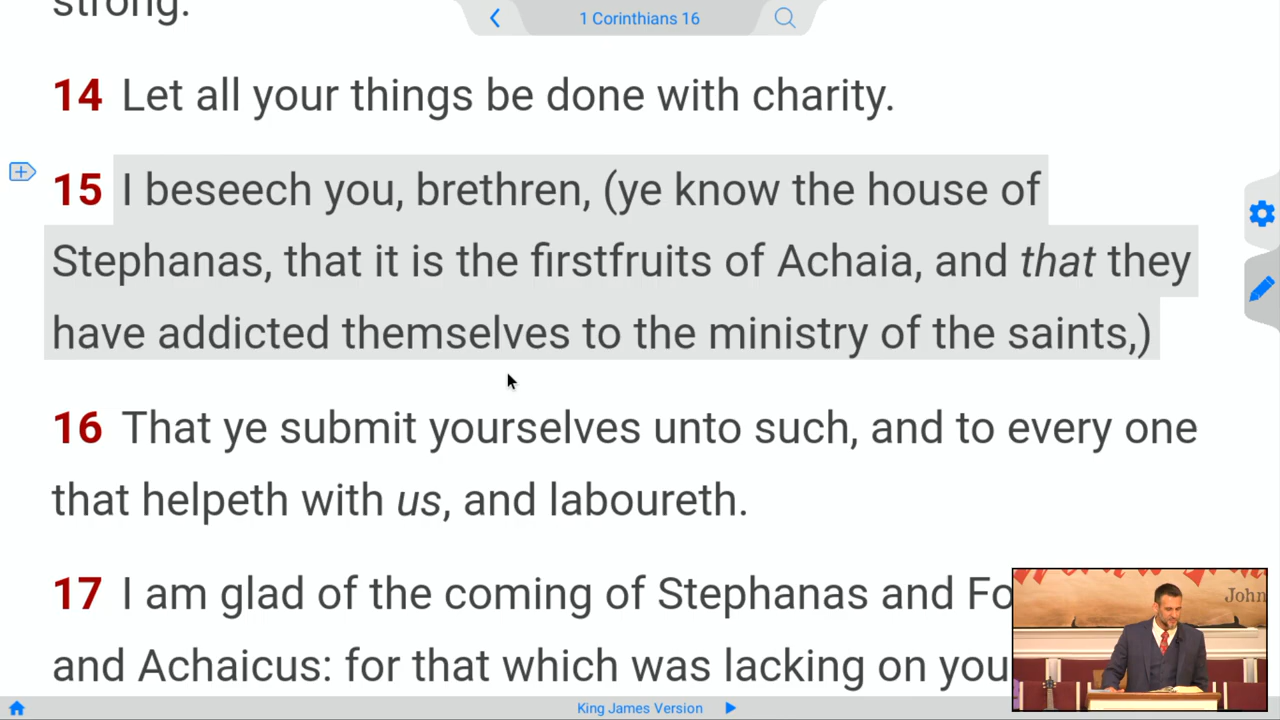 strong.
1 Corinthians 16
14 Let all your things be done with charity.
15 I beseech you, brethren, (ye know the house of
Stephanas, that it is the firstfruits of Achaia, and that they
have addicted themselves to the ministry of the saints,)
16 That ye submit yourselves unto such, and to every one
that helpeth with us, and laboureth.
17 I am glad of the coming of Stephanas and Fo
and Achaicus: for that which was lacking on you
John
King James Version